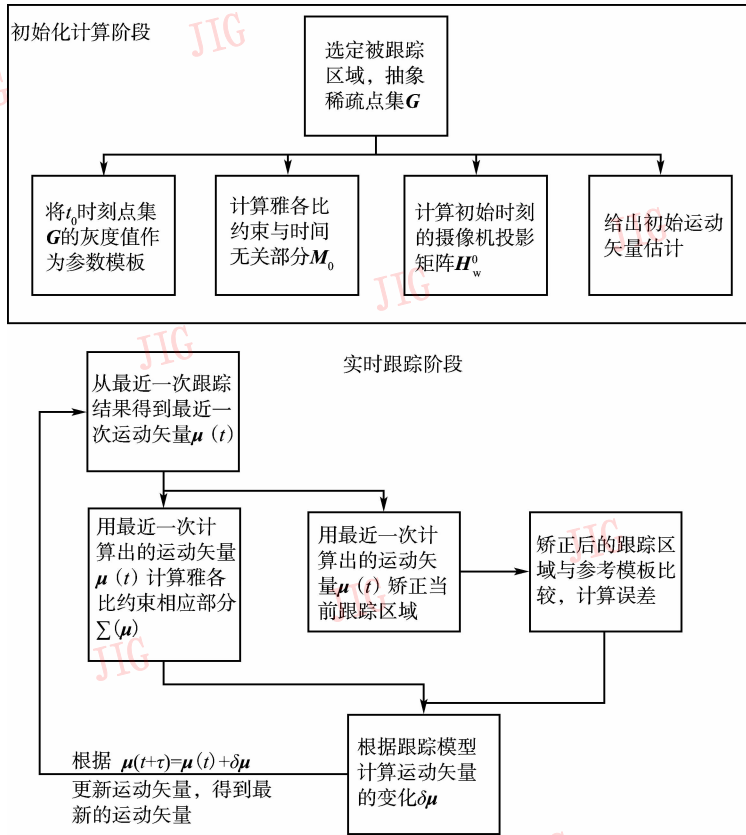 初始化计算阶段
选定被跟踪
区域，抽象
稀疏点集G
将t₀时刻点集
G的灰度值作
为参数模板
计算雅各比
约束与时间
无关部分M₀
计算初始时刻
的摄像机投影
矩阵H⁰w
给出初始运动
矢量估计
实时跟踪阶段
从最近一次跟踪
结果得到最近一
次运动矢量μ（t）
用最近一次计
算出的运动矢量
μ（t）计算雅各
比约束相应部分
∑(μ)
用最近一次计
算出的运动矢
量μ（t）矫正当
前跟踪区域
矫正后的跟踪区
域与参考模板比
较，计算误差
根据跟踪模型
计算运动矢量
的变化δμ
根据 μ(t+τ)=μ(t)+δμ
更新运动矢量，得到最
新的运动矢量
JIG
JIG
JIG
JIG
JIG
JIG
JIG